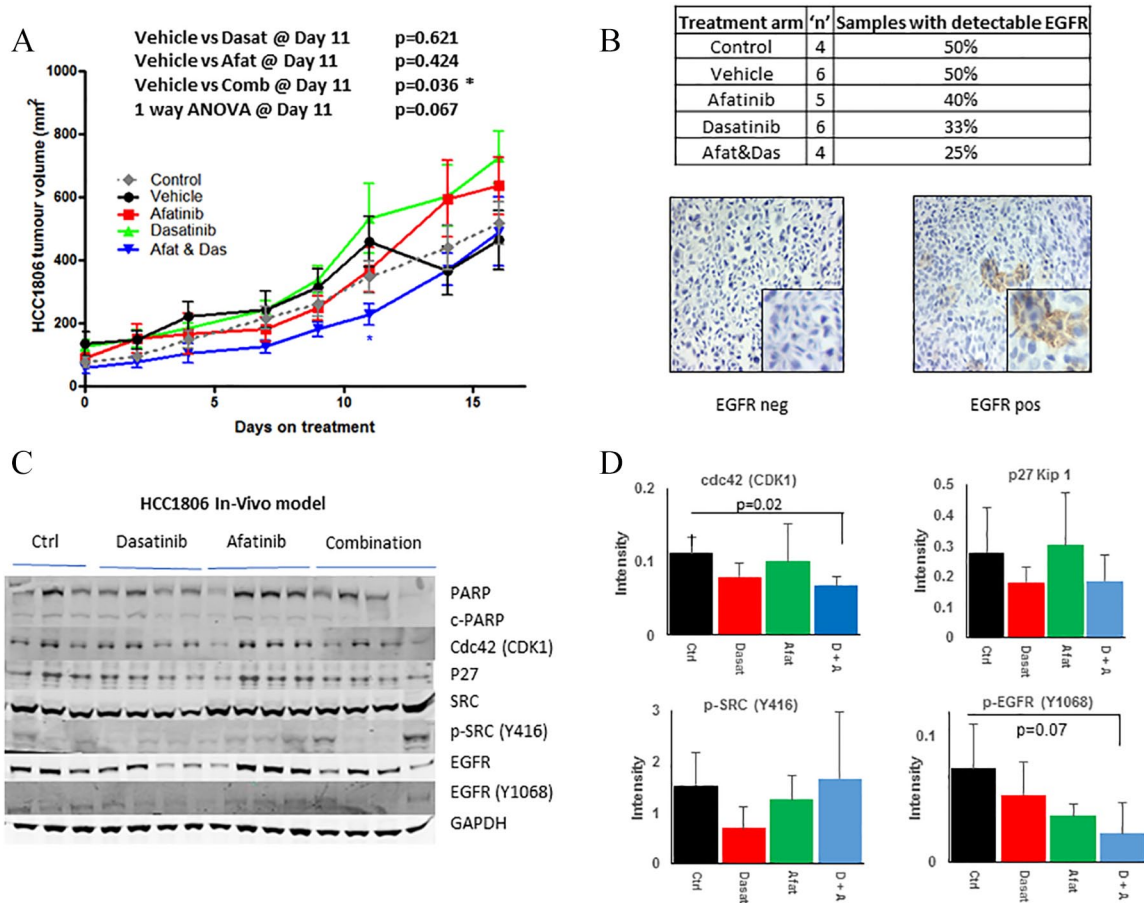 A
Vehicle vs Dasat @ Day 11 p=0.621
Vehicle vs Afat @ Day 11 p=0.424
Vehicle vs Comb @ Day 11 p=0.036 *
1 way ANOVA @ Day 11 p=0.067
HCC1806 tumour volume (mm²)
1000
800
600
400
200
0
Control
Vehicle
Afatinib
Dasatinib
Afat & Das
*
0 5 10 15
Days on treatment
B
Treatment arm 'n' Samples with detectable EGFR
Control 4 50%
Vehicle 6 50%
Afatinib 5 40%
Dasatinib 6 33%
Afat&Das 4 25%
EGFR neg EGFR pos
C
HCC1806 In-Vivo model
Ctrl Dasatinib Afatinib Combination
PARP
c-PARP
Cdc42 (CDK1)
P27
SRC
p-SRC (Y416)
EGFR
EGFR (Y1068)
GAPDH
D
cdc42 (CDK1)
p=0.02
Intensity
0.2
0.1
0
Ctrl Dasat Afat D + A
p27 Kip 1
Intensity
0.5
0.4
0.3
0.2
0.1
0
Ctrl Dasat Afat D + A
p-SRC (Y416)
Intensity
3
2
1
0
Ctrl Dasat Afat D + A
p-EGFR (Y1068)
p=0.07
Intensity
0.1
0
Ctrl Dasat Afat D + A